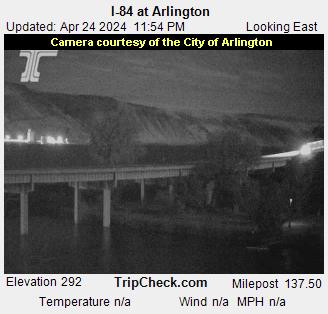 I-84 at Arlington
Updated: Apr 24 2024 11:54 PM Looking East
Camera courtesy of the City of Arlington
Elevation 292 TripCheck.com Milepost 137.50
Temperature n/a Wind n/a MPH n/a